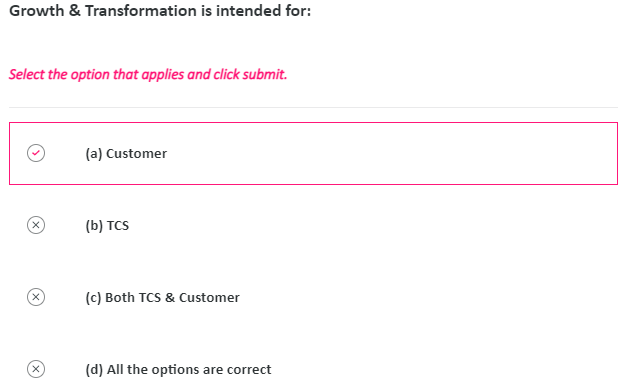 Growth & Transformation is intended for:
Select the option that applies and click submit.
(a) Customer
(b) TCS
(c) Both TCS & Customer
(d) All the options are correct